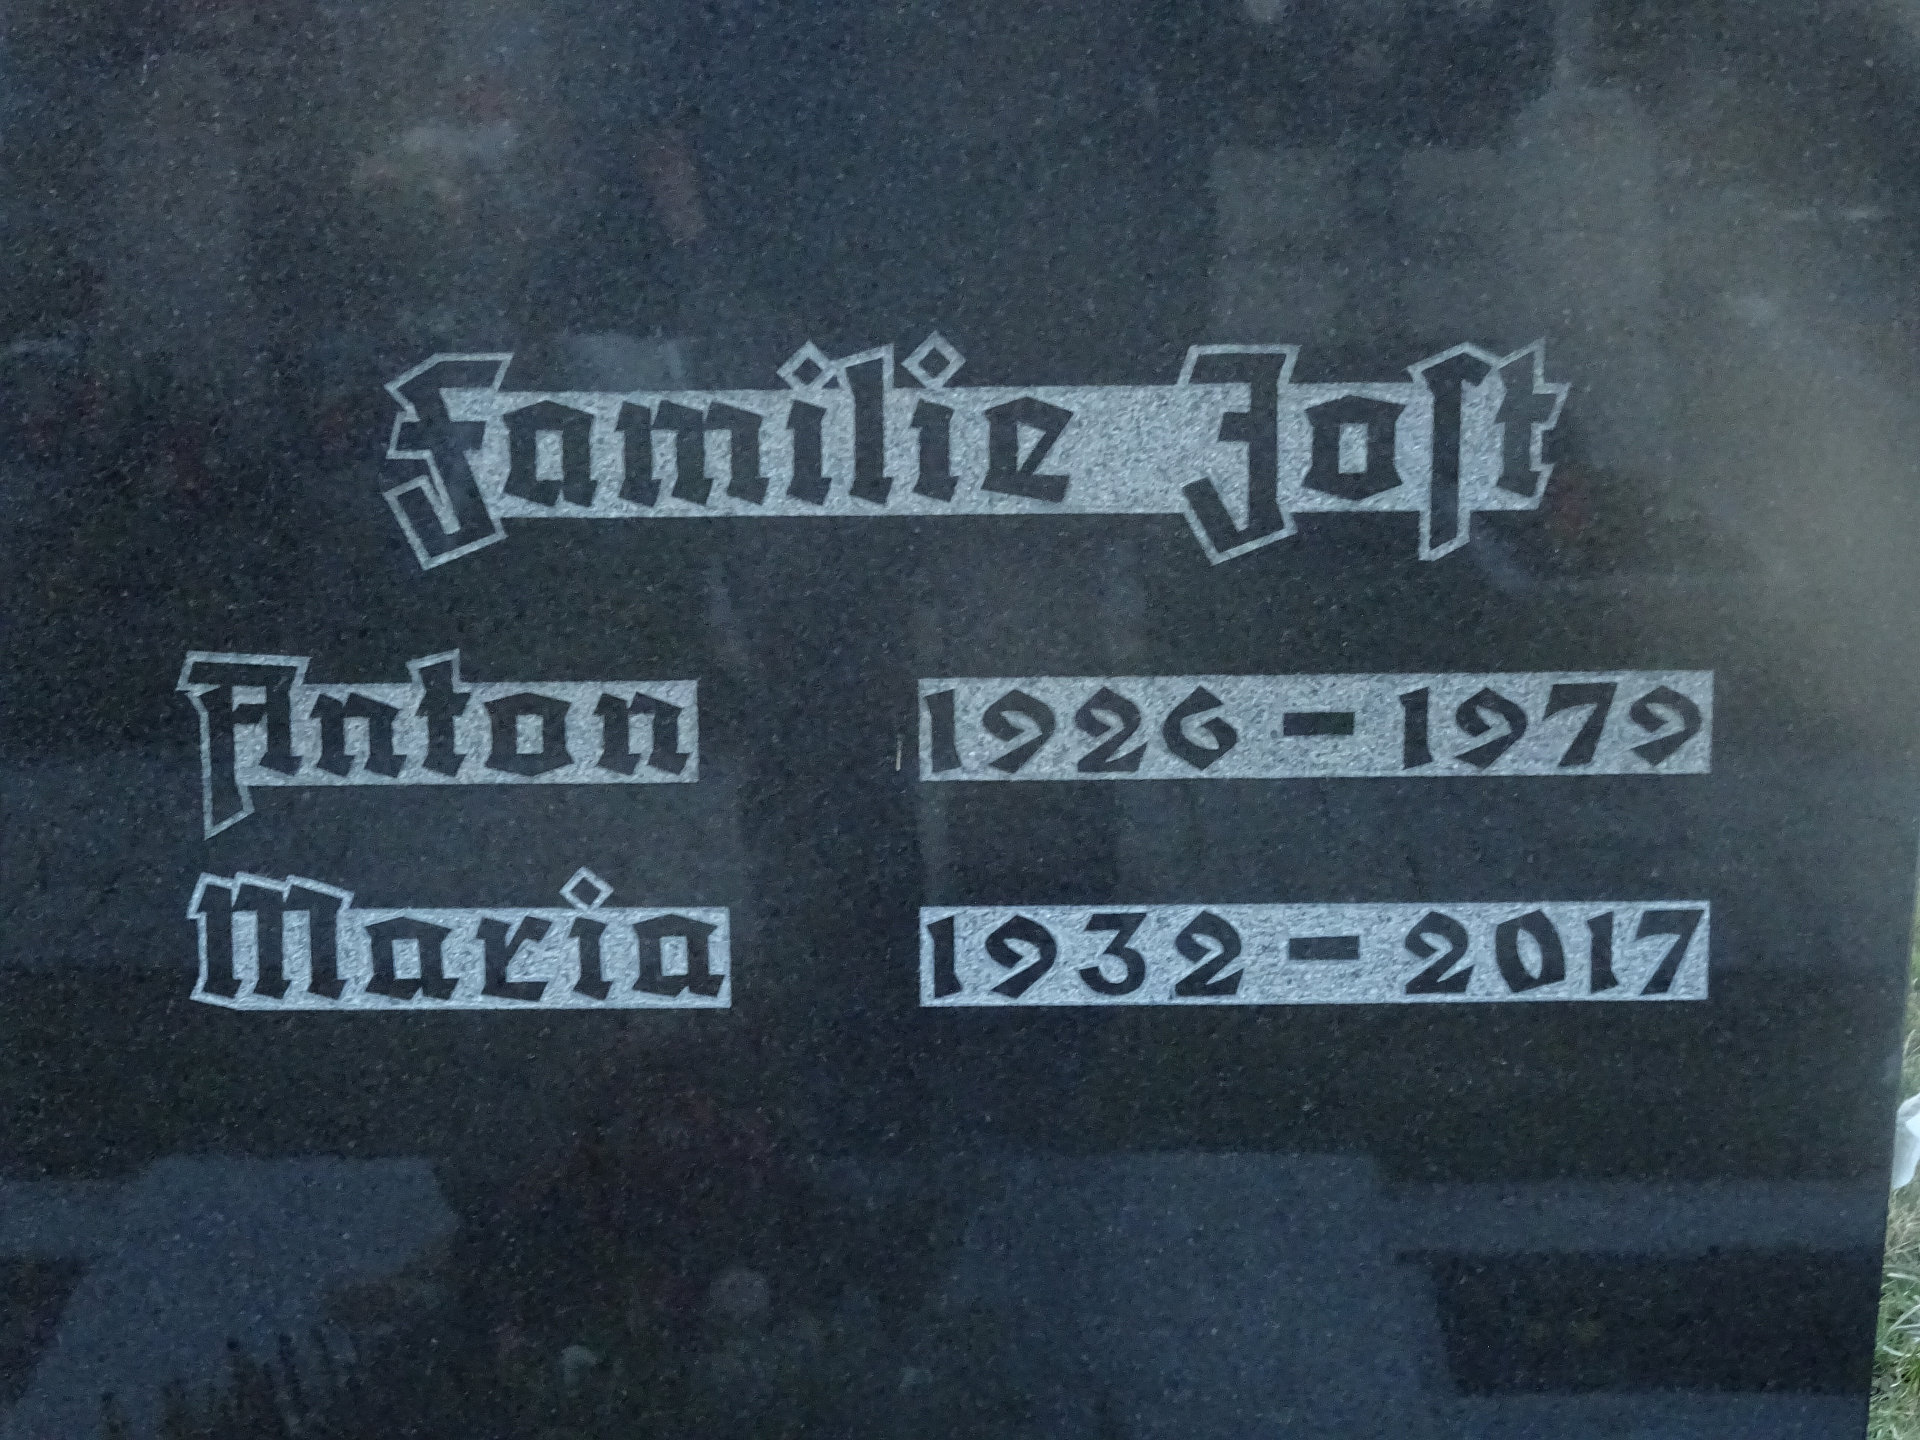 Familie Joſt
Anton 1926 – 1979
Maria 1932 – 2017